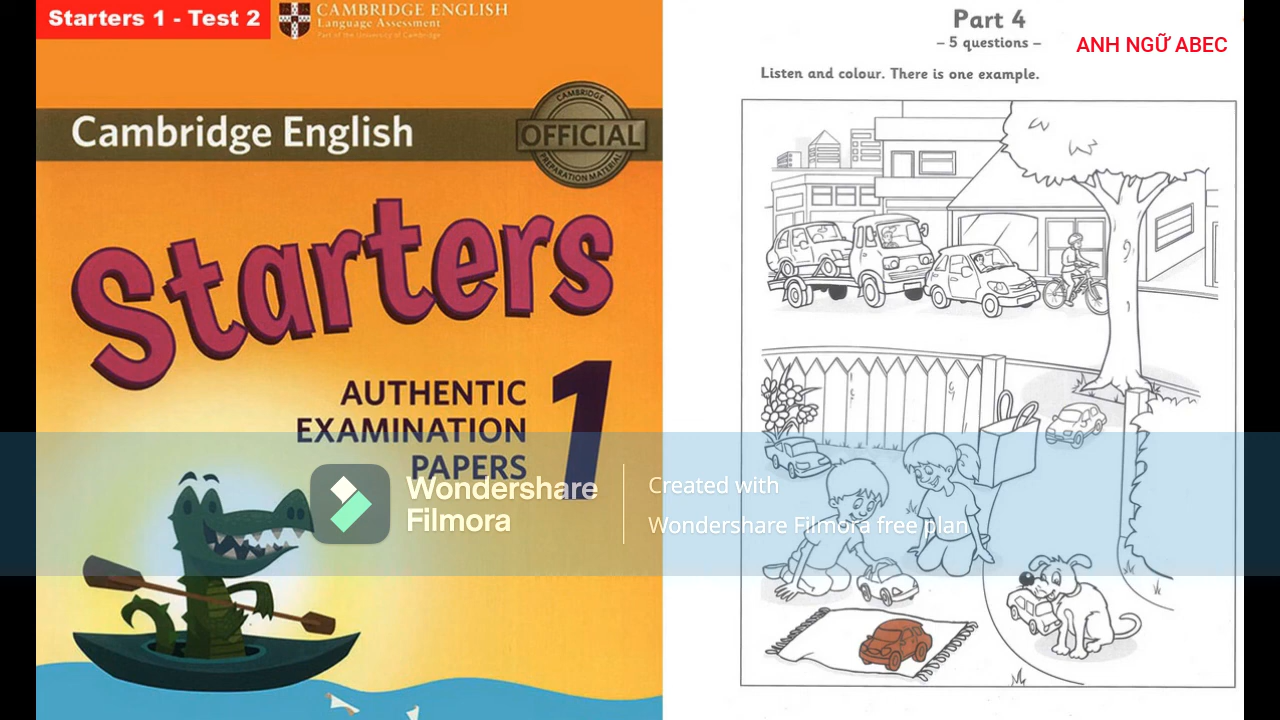 Starters 1 - Test 2
CAMBRIDGE ENGLISH
Language Assessment
Part of the University of Cambridge
Cambridge English
CAMBRIDGE
OFFICIAL
PREPARATION MATERIAL
Starters
1
AUTHENTIC
EXAMINATION
PAPERS
Part 4
– 5 questions –
ANH NGỮ ABEC
Listen and colour. There is one example.
Wondershare
Filmora
Created with
Wondershare Filmora free plan